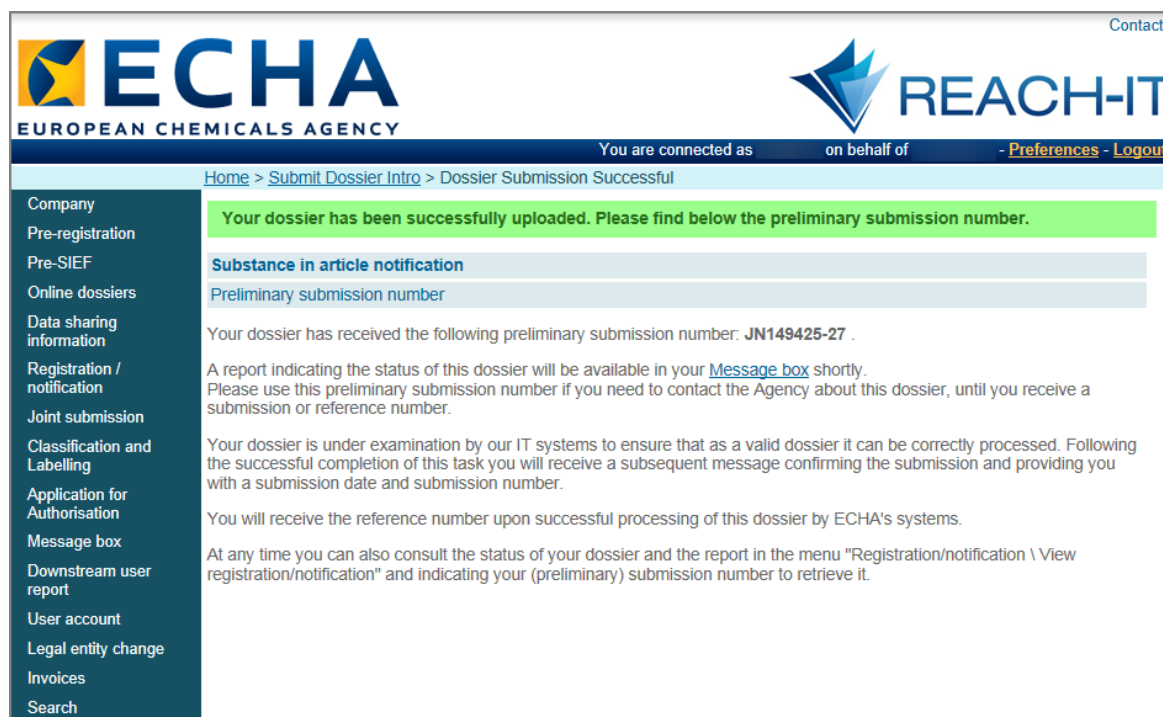 Contact
ECHA
EUROPEAN CHEMICALS AGENCY
REACH-IT
You are connected as on behalf of - Preferences - Logout
Home > Submit Dossier Intro > Dossier Submission Successful
Company
Pre-registration
Pre-SIEF
Online dossiers
Data sharing
information
Registration /
notification
Joint submission
Classification and
Labelling
Application for
Authorisation
Message box
Downstream user
report
User account
Legal entity change
Invoices
Search
Your dossier has been successfully uploaded. Please find below the preliminary submission number.
Substance in article notification
Preliminary submission number
Your dossier has received the following preliminary submission number: JN149425-27 .
A report indicating the status of this dossier will be available in your Message box shortly.
Please use this preliminary submission number if you need to contact the Agency about this dossier, until you receive a
submission or reference number.
Your dossier is under examination by our IT systems to ensure that as a valid dossier it can be correctly processed. Following
the successful completion of this task you will receive a subsequent message confirming the submission and providing you
with a submission date and submission number.
You will receive the reference number upon successful processing of this dossier by ECHA's systems.
At any time you can also consult the status of your dossier and the report in the menu "Registration/notification \ View
registration/notification" and indicating your (preliminary) submission number to retrieve it.